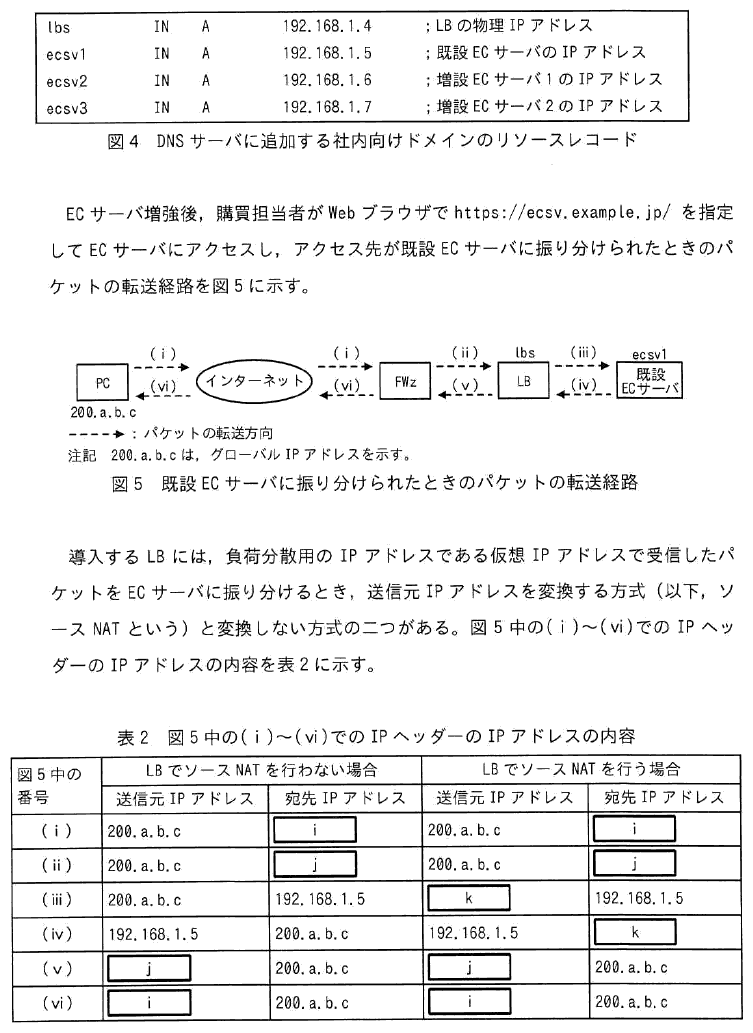 lbs IN A 192.168.1.4 ; LB の物理 IP アドレス
ecsv1 IN A 192.168.1.5 ; 既設 EC サーバの IP アドレス
ecsv2 IN A 192.168.1.6 ; 増設 EC サーバ 1 の IP アドレス
ecsv3 IN A 192.168.1.7 ; 増設 EC サーバ 2 の IP アドレス
図 4 DNS サーバに追加する社内向けドメインのリソースレコード
EC サーバ増強後，購買担当者が Web ブラウザで https://ecsv.example.jp/ を指定
して EC サーバにアクセスし，アクセス先が既設 EC サーバに振り分けられたときのパ
ケットの転送経路を図 5 に示す。
(ⅰ) (ⅰ) (ⅱ) lbs (ⅲ) ecsv1
PC インターネット FWz LB 既設
ECサーバ
(ⅵ) (ⅵ) (ⅴ) (ⅳ)
200.a.b.c
：パケットの転送方向
注記 200.a.b.c は，グローバル IP アドレスを示す。
図 5 既設 EC サーバに振り分けられたときのパケットの転送経路
導入する LB には，負荷分散用の IP アドレスである仮想 IP アドレスで受信したパ
ケットを EC サーバに振り分けるとき，送信元 IP アドレスを変換する方式（以下，ソ
ース NAT という）と変換しない方式の二つがある。図 5 中の(ⅰ)～(ⅵ)での IP ヘッ
ダーの IP アドレスの内容を表 2 に示す。
表 2 図 5 中の(ⅰ)～(ⅵ)での IP ヘッダーの IP アドレスの内容
図 5 中の
番号 LB でソース NAT を行わない場合 LB でソース NAT を行う場合
送信元 IP アドレス 宛先 IP アドレス 送信元 IP アドレス 宛先 IP アドレス
(ⅰ) 200.a.b.c i 200.a.b.c i
(ⅱ) 200.a.b.c j 200.a.b.c j
(ⅲ) 200.a.b.c 192.168.1.5 k 192.168.1.5
(ⅳ) 192.168.1.5 200.a.b.c 192.168.1.5 k
(ⅴ) j 200.a.b.c j 200.a.b.c
(ⅵ) i 200.a.b.c i 200.a.b.c